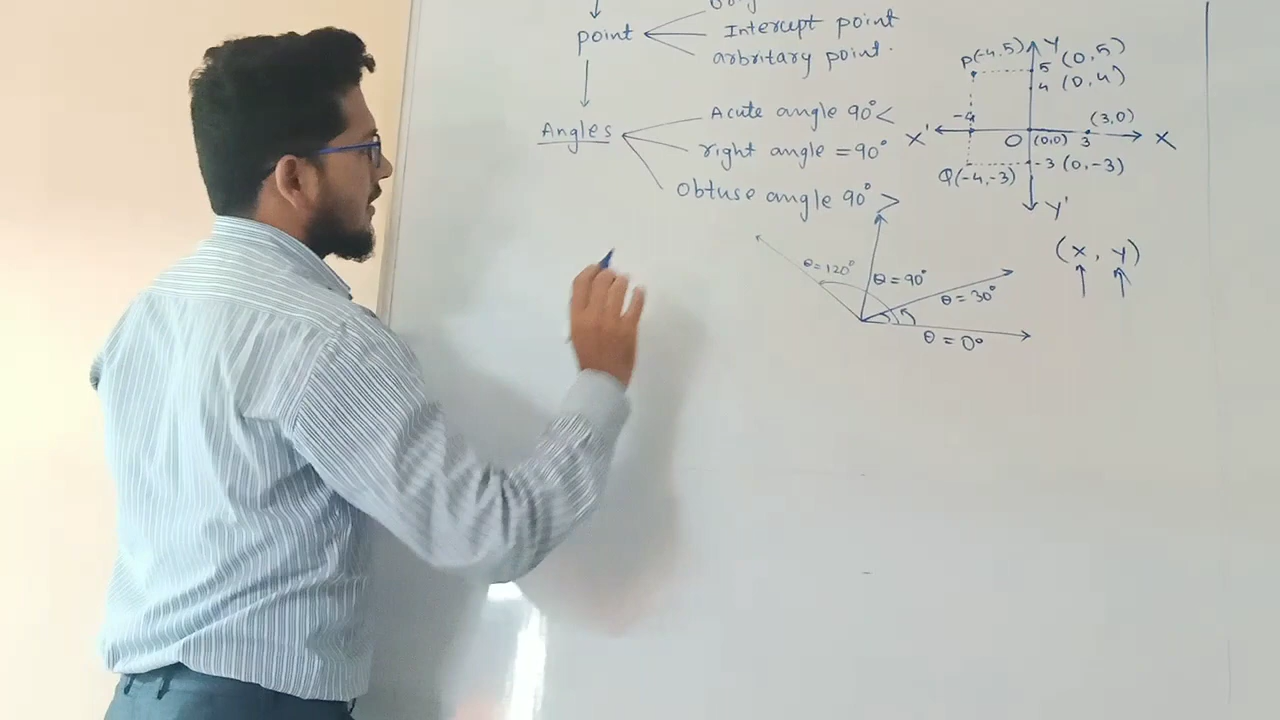 point
Intercept point
arbritary point.
Angles
Acute angle 90°<
right angle =90°
Obtuse angle 90° >
P(-4,5)
Y
5 (0,5)
4 (0,4)
-4
(3,0)
X'
O
(0,0)
3
X
Q(-4,-3)
-3 (0,-3)
Y'
(x, y)
θ=120°
θ=90°
θ=30°
θ=0°